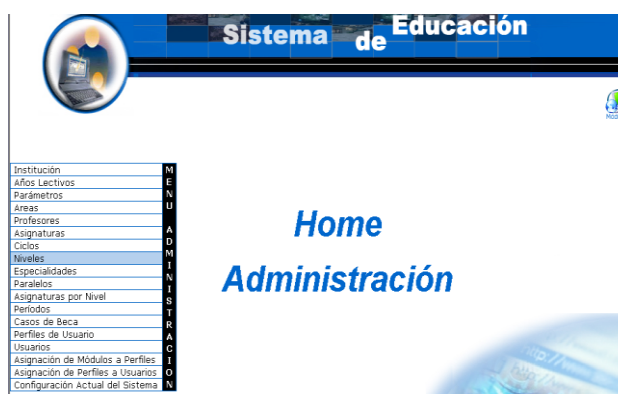 Sistema de Educación
Institución
Años Lectivos
Parámetros
Areas
Profesores
Asignaturas
Ciclos
Niveles
Especialidades
Paralelos
Asignaturas por Nivel
Períodos
Casos de Beca
Perfiles de Usuario
Usuarios
Asignación de Módulos a Perfiles
Asignación de Perfiles a Usuarios
Configuración Actual del Sistema
MENU ADMINISTRACION
Home
Administración
http://